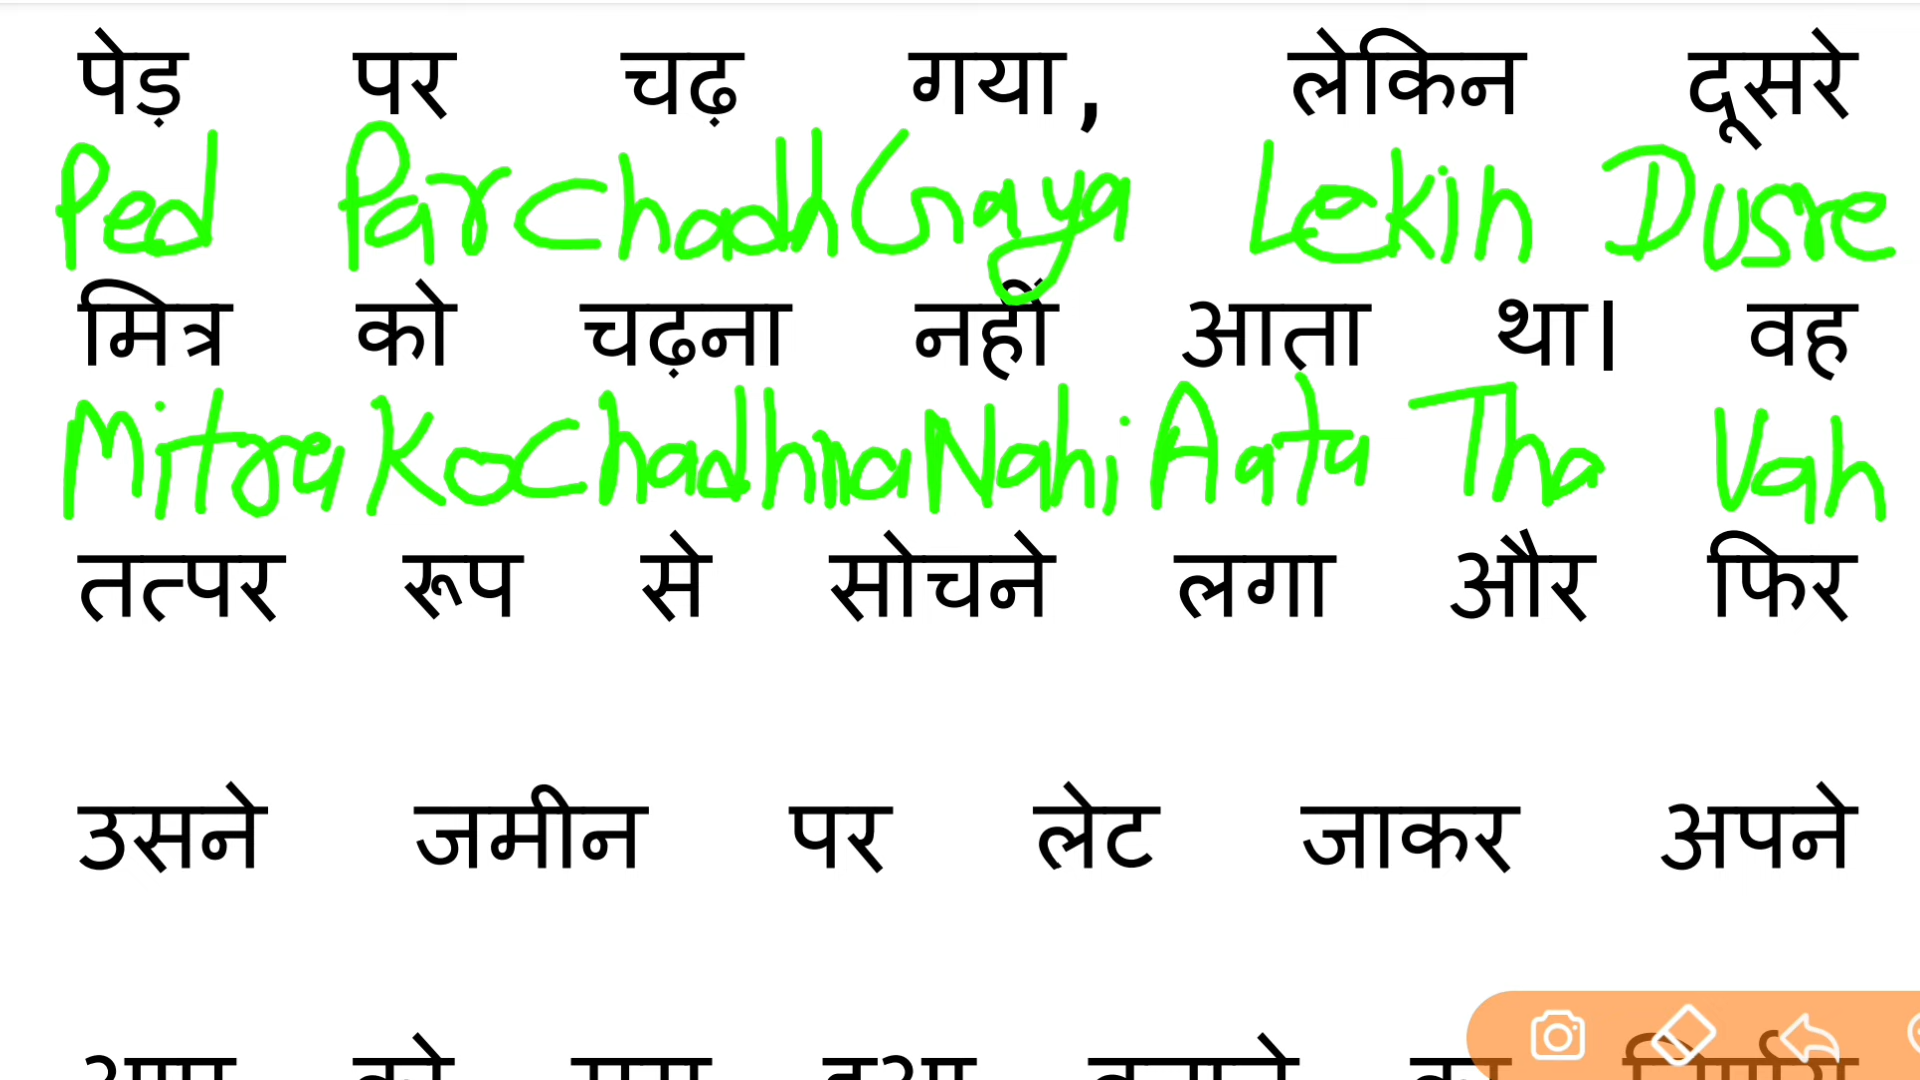 पेड़ पर चढ़ गया, लेकिन दूसरे
Ped Par Chadh Gaya Lekin Dusre
मित्र को चढ़ना नहीं आता था। वह
Mitra Ko Chadhna Nahi Aata Tha Vah
तत्पर रूप से सोचने लगा और फिर
उसने जमीन पर लेट जाकर अपने